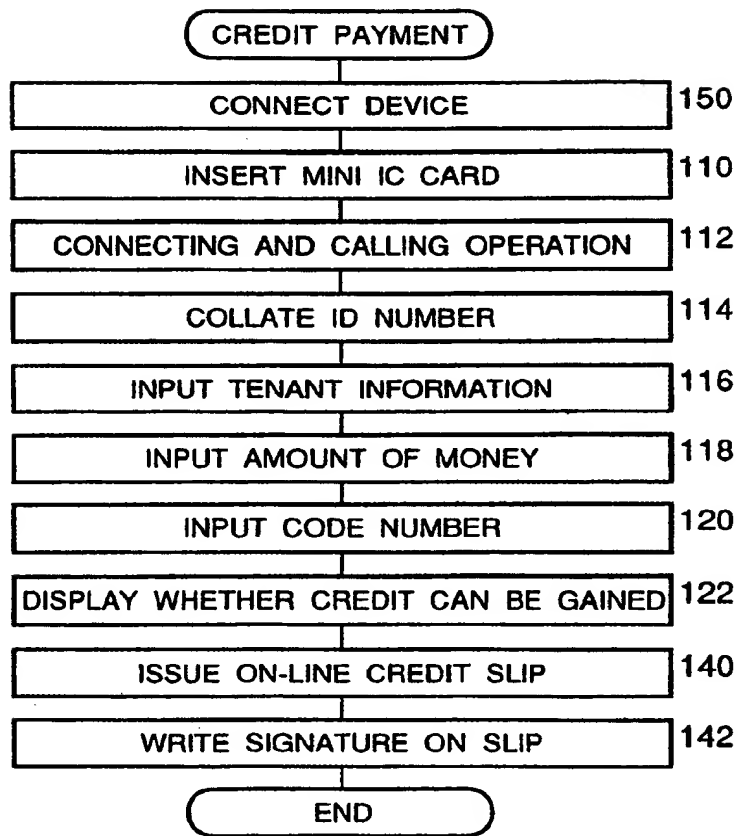 CREDIT PAYMENT
CONNECT DEVICE 150
INSERT MINI IC CARD 110
CONNECTING AND CALLING OPERATION 112
COLLATE ID NUMBER 114
INPUT TENANT INFORMATION 116
INPUT AMOUNT OF MONEY 118
INPUT CODE NUMBER 120
DISPLAY WHETHER CREDIT CAN BE GAINED 122
ISSUE ON-LINE CREDIT SLIP 140
WRITE SIGNATURE ON SLIP 142
END